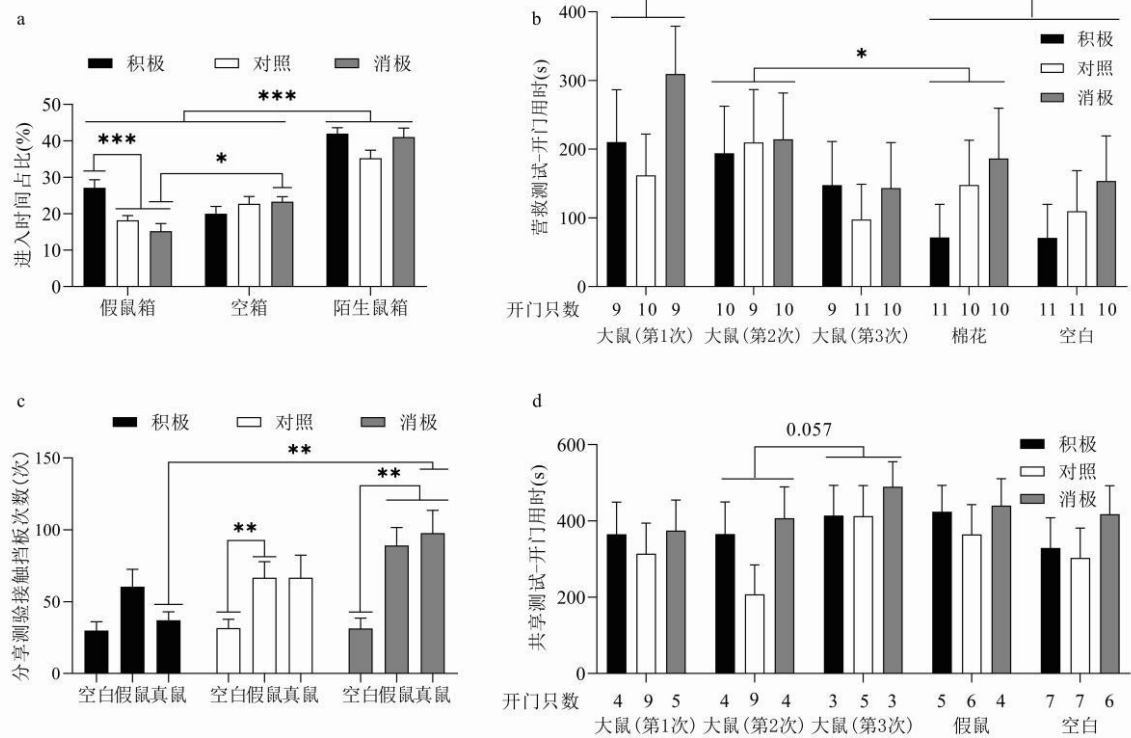 a
积极 对照 消极
***
***
*
进入时间占比(%)
50
40
30
20
10
0
假鼠箱 空箱 陌生鼠箱
b
积极
对照
消极
*
营救测试-开门用时(s)
400
300
200
100
0
开门只数 9 10 9 10 9 10 9 11 10 11 10 10 11 11 10
大鼠(第1次) 大鼠(第2次) 大鼠(第3次) 棉花 空白
c
积极 对照 消极
**
**
**
分享测验接触挡板次数(次)
150
100
50
0
空白假鼠真鼠 空白假鼠真鼠 空白假鼠真鼠
d
0.057
积极
对照
消极
共享测试-开门用时(s)
600
400
200
0
开门只数 4 9 5 4 9 4 3 5 3 5 6 4 7 7 6
大鼠(第1次) 大鼠(第2次) 大鼠(第3次) 假鼠 空白